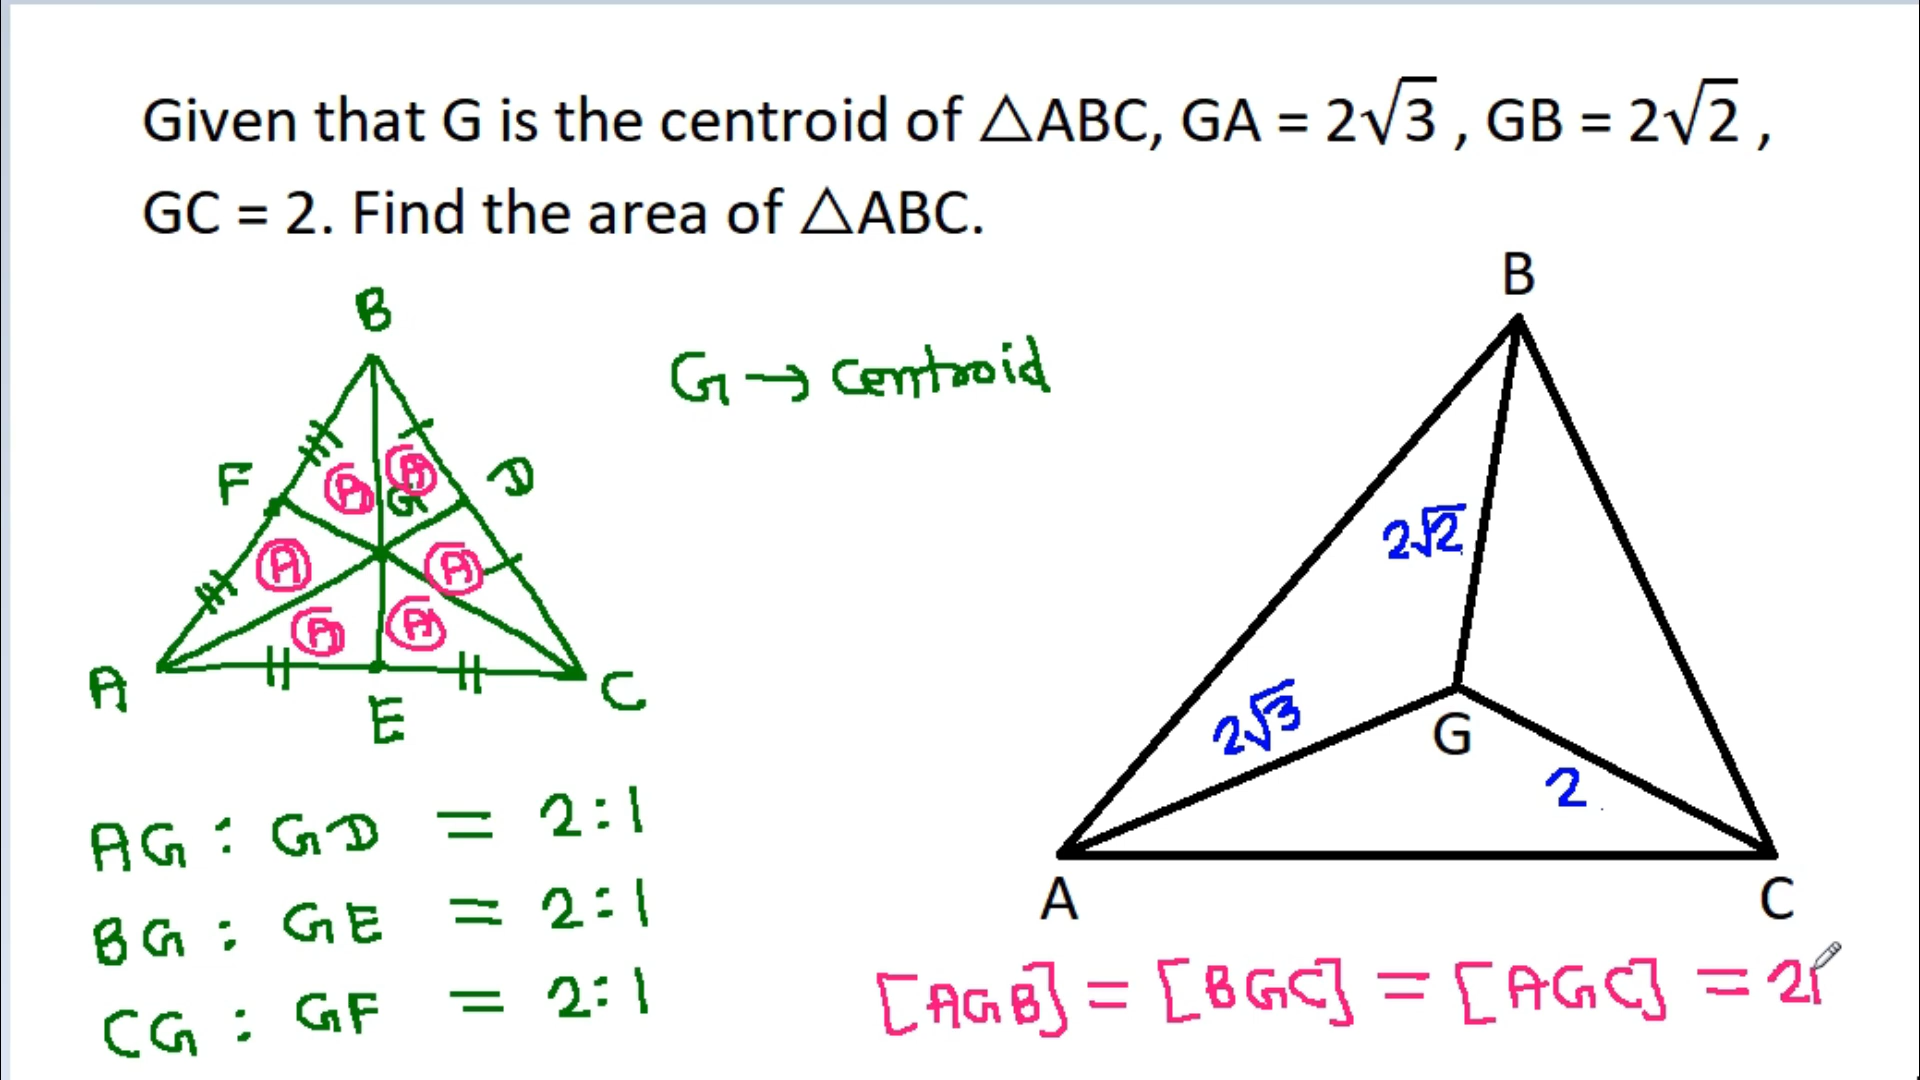 Given that G is the centroid of △ABC, GA = 2√3 , GB = 2√2 ,
GC = 2. Find the area of △ABC.
B
G → Centroid
F
D
A
A
G
A
A
A
A
A
E
C
AG : GD = 2:1
BG : GE = 2:1
CG : GF = 2:1
B
2√2
2√3
G
2
A
C
[AGB] = [BGC] = [AGC] = 2